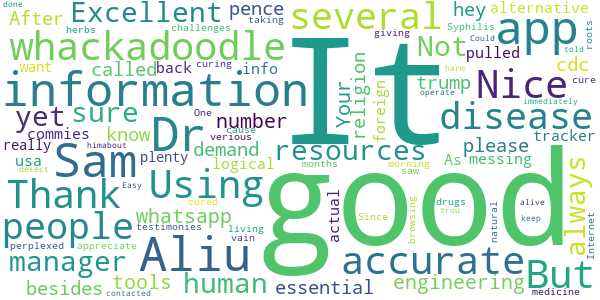 done
After
Excellent
pence
several
hey
alternative
taking
app
herbs
challenges
giving
Could
roots
whackadoodle
It
Not
Syphilis
told
want
called
back
info
trump
pulled
cdc
curing
Your
religion
foreign
One
cure
information
Nice
harm
operate
immediately
yet
sure
Dr
number
disease
commies
know
demand
please
tracker
really
cause
verious
resources
usa
plenty
himabout
logical
As
messing
good
Sam
Using
months
morning
saw
always
Thank
detect
Easy
cured
whatsapp
drugs
trou
alive
appreciate
testimonies
actual
Since
browsing
natural
keep
people
Aliu
accurate
But
living
vain
manager
human
engineering
Internet
besides
tools
contacted
essential
medicine
perplexed